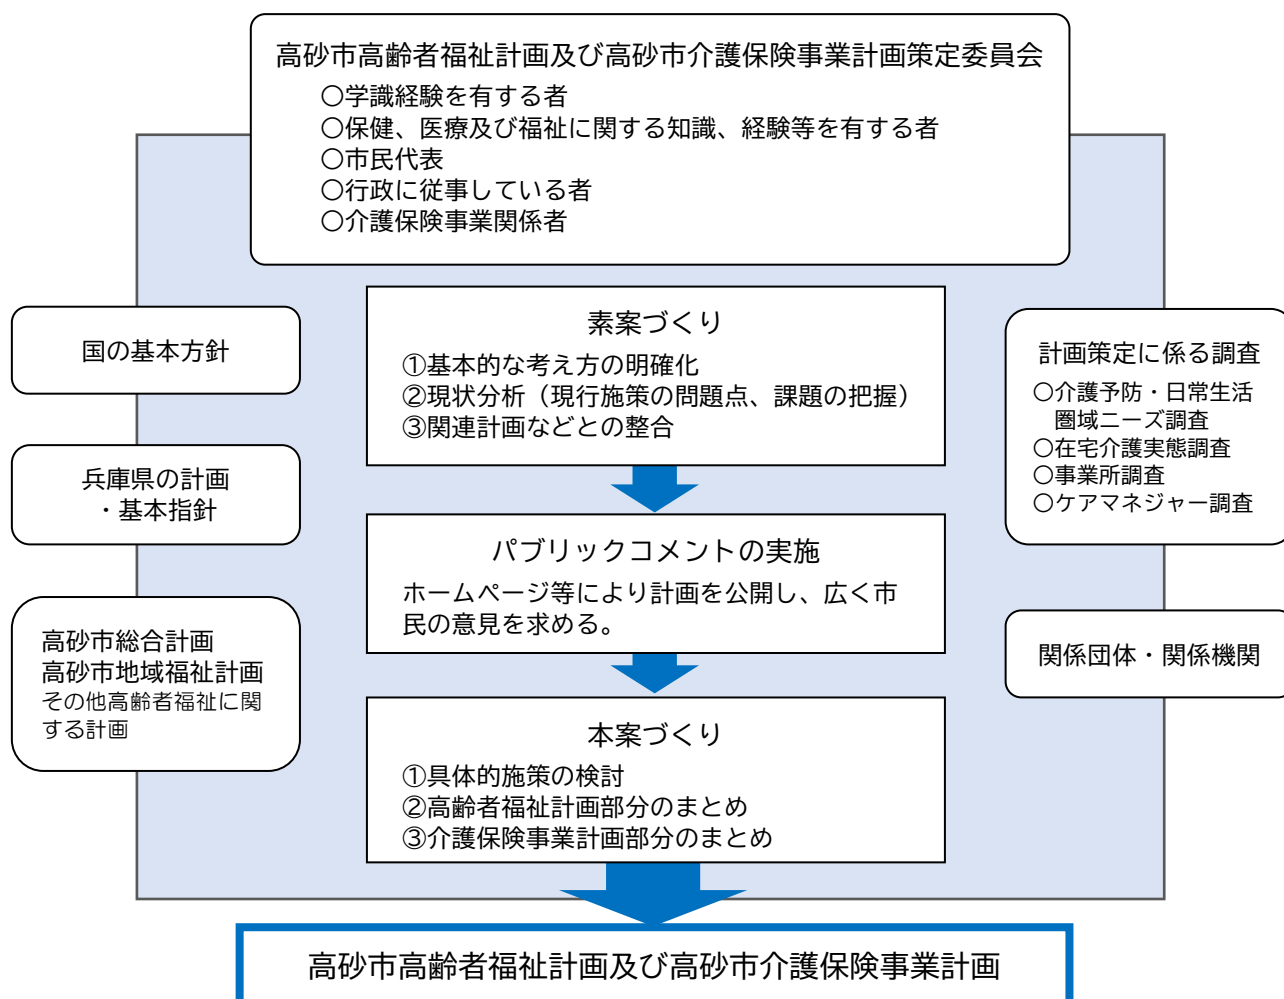 高砂市高齢者福祉計画及び高砂市介護保険事業計画策定委員会
○学識経験を有する者
○保健、医療及び福祉に関する知識、経験等を有する者
○市民代表
○行政に従事している者
○介護保険事業関係者
国の基本方針
兵庫県の計画
・基本指針
高砂市総合計画
高砂市地域福祉計画
その他高齢者福祉に関
する計画
素案づくり
①基本的な考え方の明確化
②現状分析（現行施策の問題点、課題の把握）
③関連計画などとの整合
パブリックコメントの実施
ホームページ等により計画を公開し、広く市
民の意見を求める。
本案づくり
①具体的施策の検討
②高齢者福祉計画部分のまとめ
③介護保険事業計画部分のまとめ
計画策定に係る調査
○介護予防・日常生活
圏域ニーズ調査
○在宅介護実態調査
○事業所調査
○ケアマネジャー調査
関係団体・関係機関
高砂市高齢者福祉計画及び高砂市介護保険事業計画